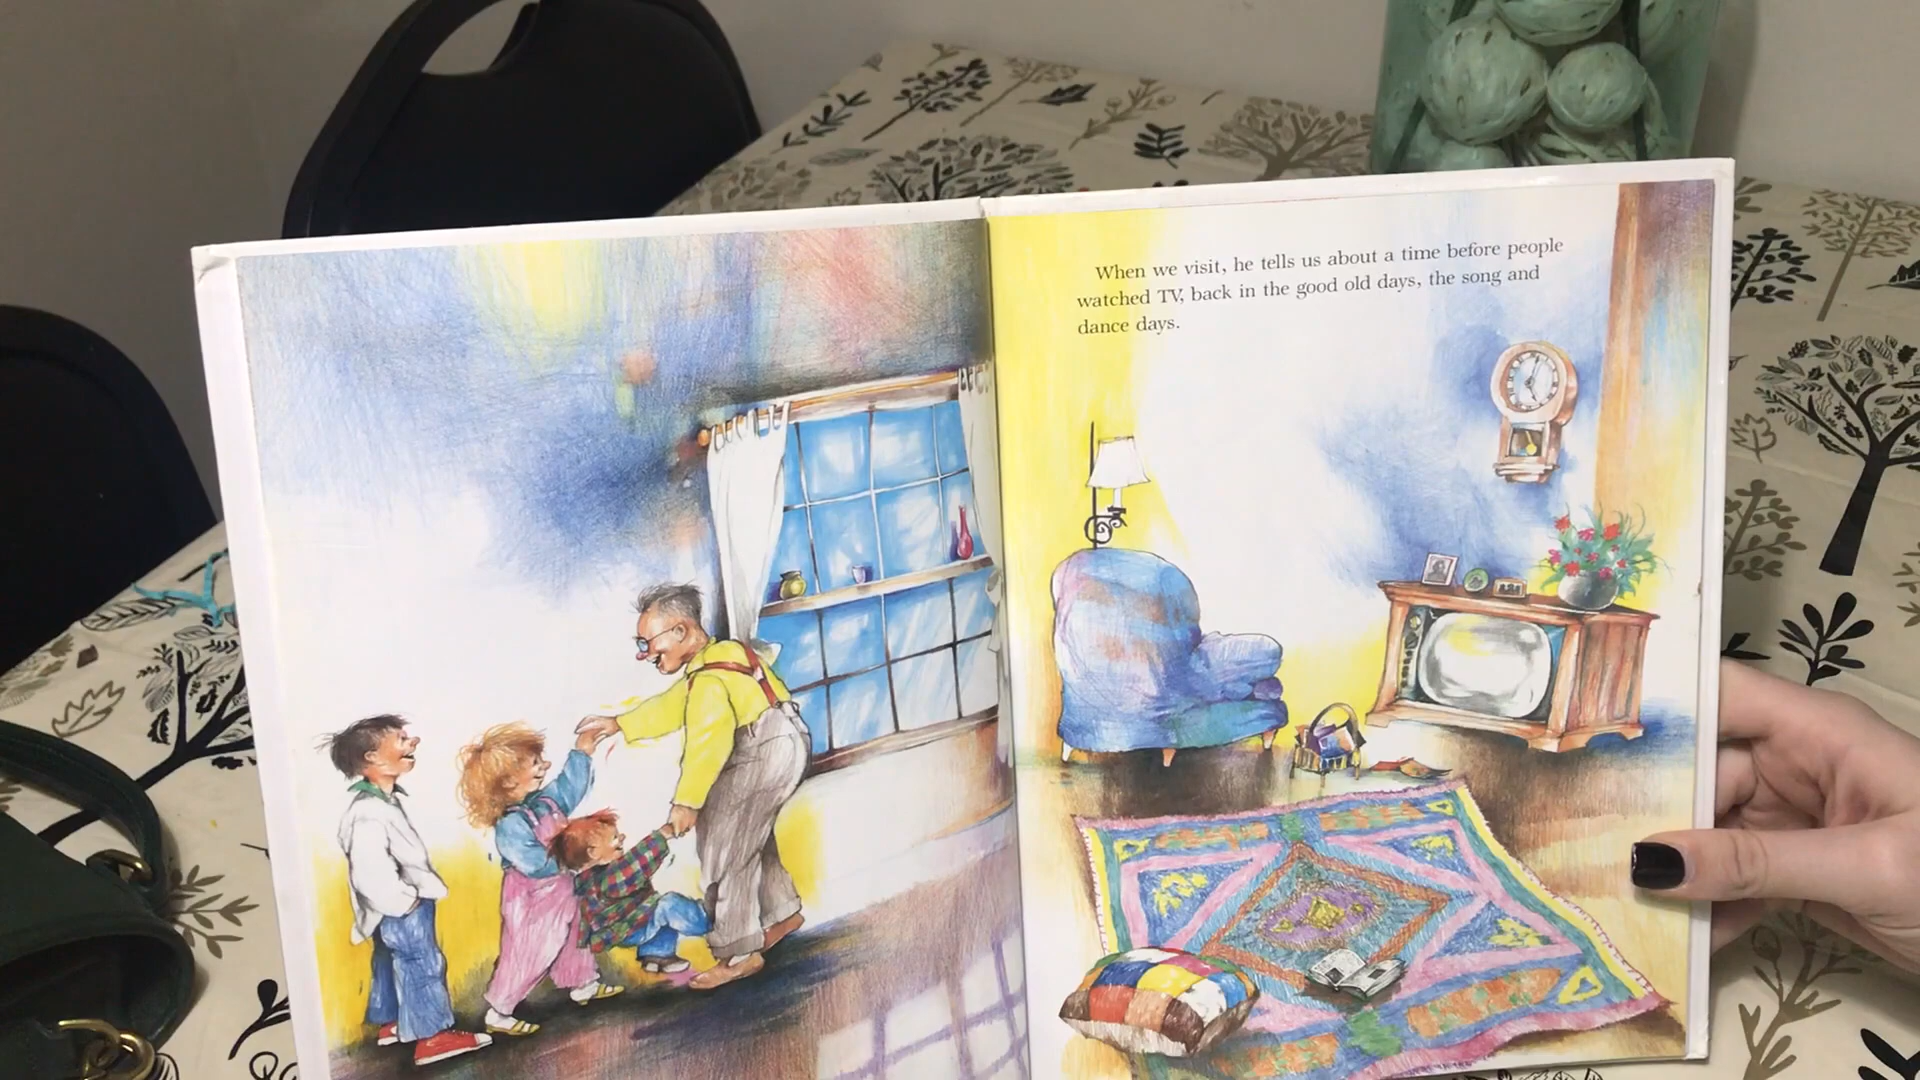 When we visit, he tells us about a time before people
watched TV, back in the good old days, the song and
dance days.